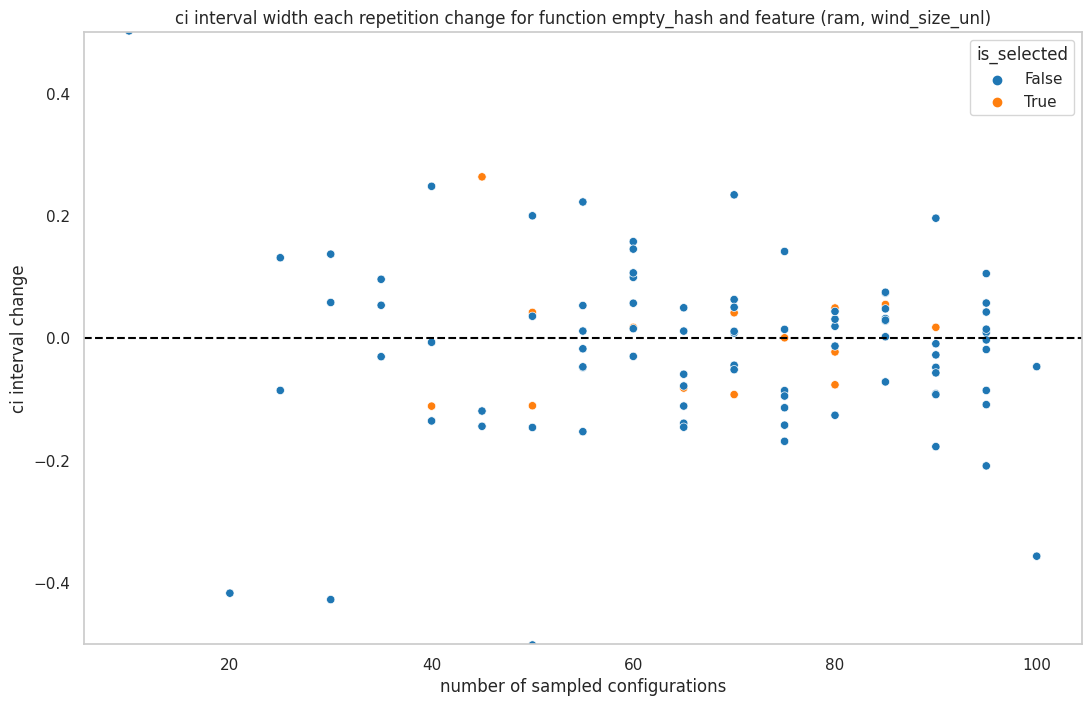 ci interval width each repetition change for function empty_hash and feature (ram, wind_size_unl)
is_selected
False
True
0.4
0.2
0.0
−0.2
−0.4
ci interval change
20
40
60
80
100
number of sampled configurations